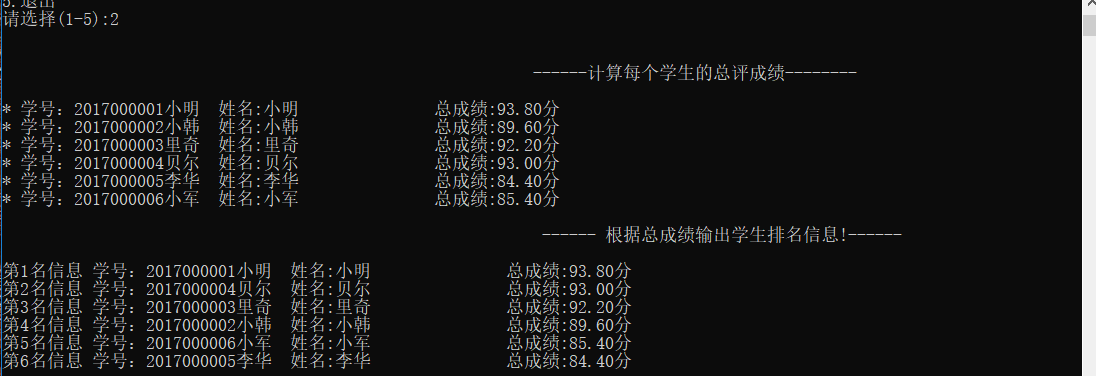 5.退出
请选择(1-5):2
------计算每个学生的总评成绩--------
* 学号：2017000001小明  姓名:小明               总成绩:93.80分
* 学号：2017000002小韩  姓名:小韩               总成绩:89.60分
* 学号：2017000003里奇  姓名:里奇               总成绩:92.20分
* 学号：2017000004贝尔  姓名:贝尔               总成绩:93.00分
* 学号：2017000005李华  姓名:李华               总成绩:84.40分
* 学号：2017000006小军  姓名:小军               总成绩:85.40分
------ 根据总成绩输出学生排名信息!------
第1名信息 学号：2017000001小明  姓名:小明               总成绩:93.80分
第2名信息 学号：2017000004贝尔  姓名:贝尔               总成绩:93.00分
第3名信息 学号：2017000003里奇  姓名:里奇               总成绩:92.20分
第4名信息 学号：2017000002小韩  姓名:小韩               总成绩:89.60分
第5名信息 学号：2017000006小军  姓名:小军               总成绩:85.40分
第6名信息 学号：2017000005李华  姓名:李华               总成绩:84.40分